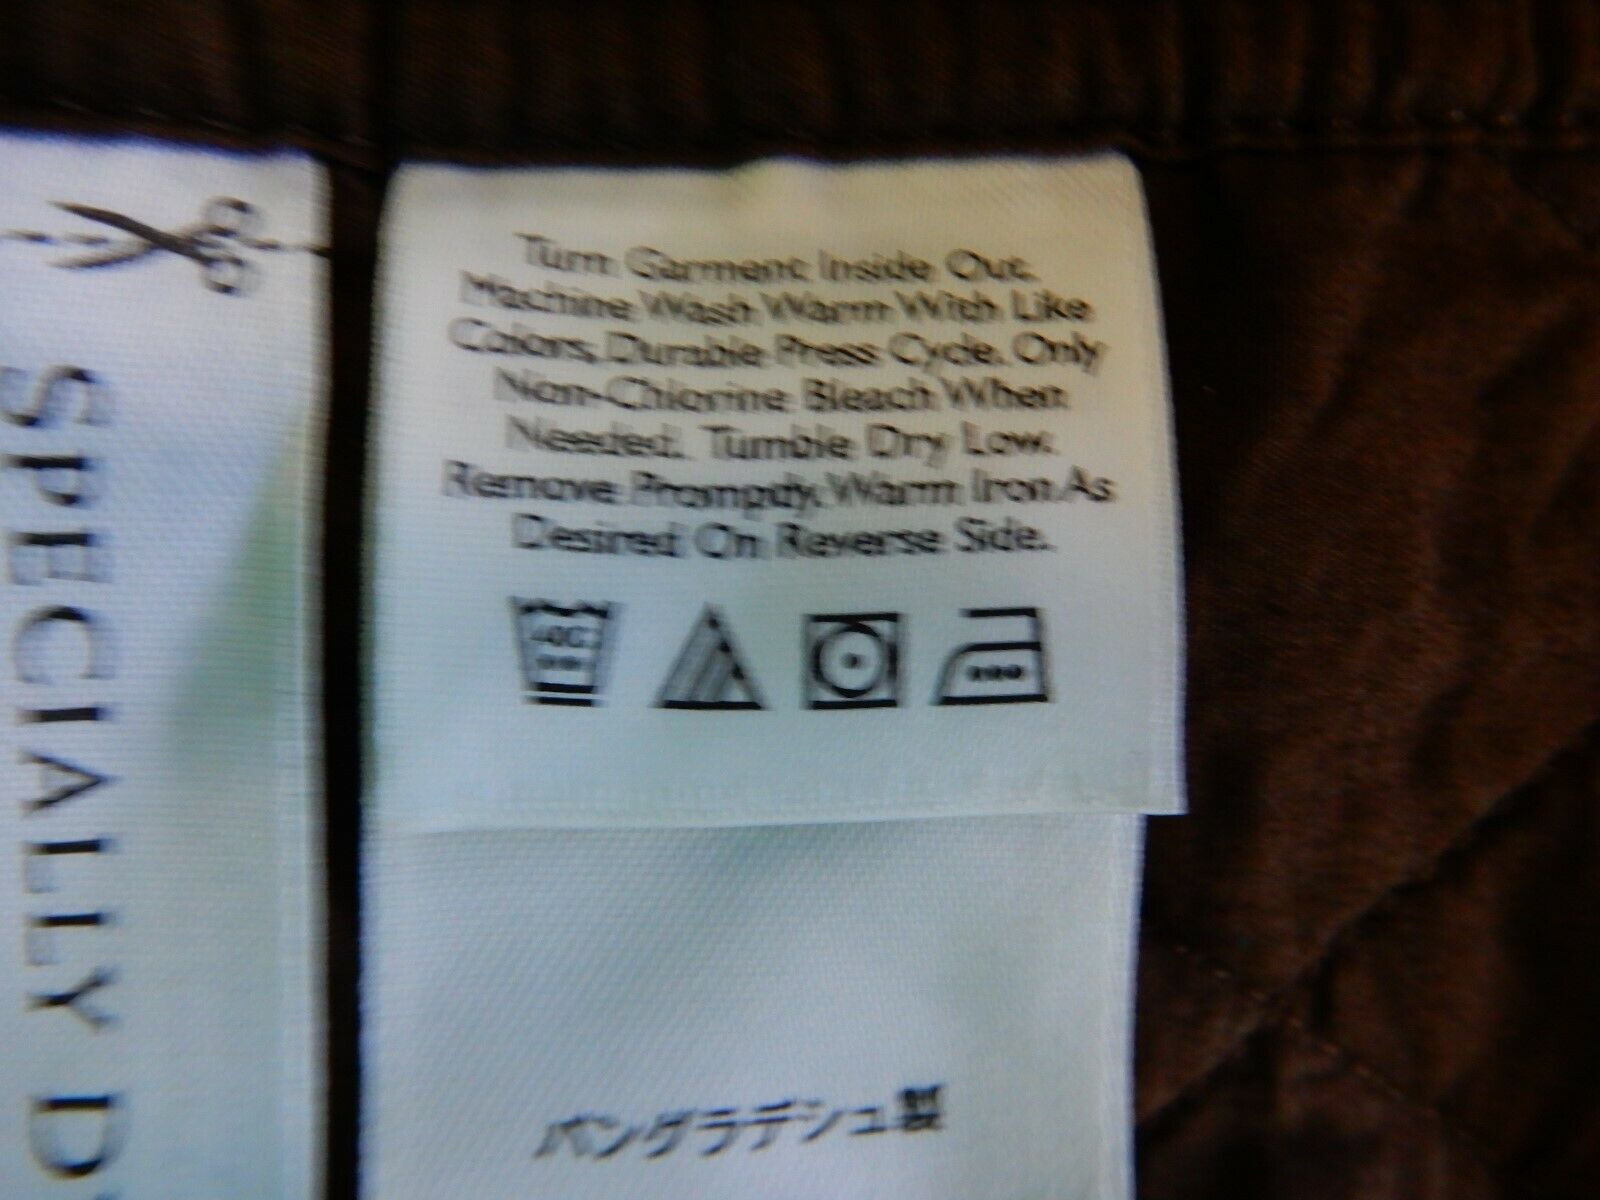 Turn Garment Inside Out.
Machine Wash Warm With Like
Colors, Durable Press Cycle. Only
Non-Chlorine Bleach When
Needed. Tumble Dry Low.
Remove Promptly. Warm Iron As
Desired On Reverse Side.
40C
バングラデシュ製
SPECIALLY D